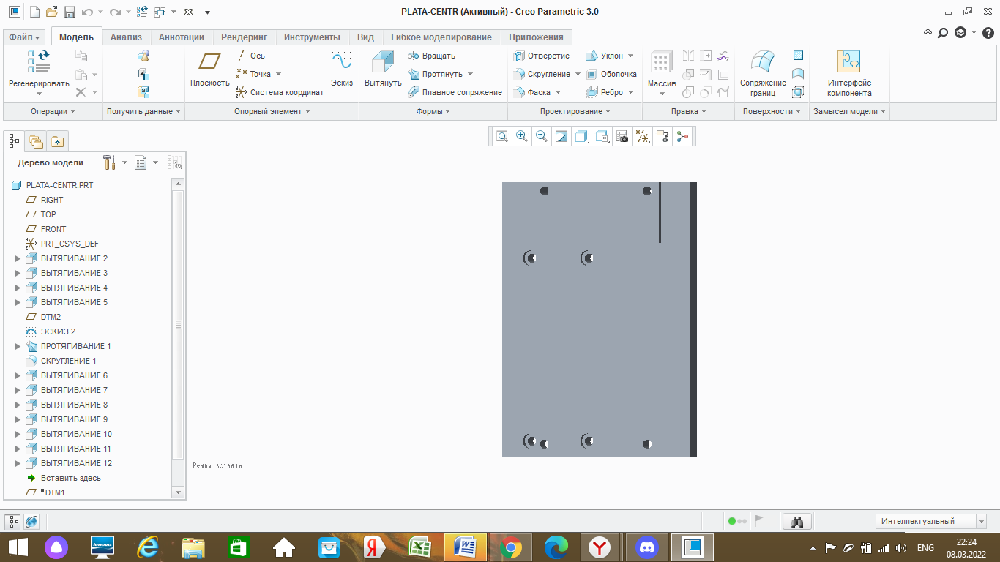 PLATA-CENTR (Активный) - Creo Parametric 3.0
Файл Модель Анализ Аннотации Рендеринг Инструменты Вид Гибкое моделирование Приложения
Регенерировать
Операции
Получить данные
Плоскость
Ось
Точка
Система координат
Эскиз
Опорный элемент
Вытянуть
Вращать
Протянуть
Плавное сопряжение
Формы
Отверстие
Скругление
Фаска
Уклон
Оболочка
Ребро
Проектирование
Массив
Правка
Сопряжение
границ
Поверхности
Интерфейс
компонента
Замысел модели
Дерево модели
PLATA-CENTR.PRT
RIGHT
TOP
FRONT
PRT_CSYS_DEF
ВЫТЯГИВАНИЕ 2
ВЫТЯГИВАНИЕ 3
ВЫТЯГИВАНИЕ 4
ВЫТЯГИВАНИЕ 5
DTM2
ЭСКИЗ 2
ПРОТЯГИВАНИЕ 1
СКРУГЛЕНИЕ 1
ВЫТЯГИВАНИЕ 6
ВЫТЯГИВАНИЕ 7
ВЫТЯГИВАНИЕ 8
ВЫТЯГИВАНИЕ 9
ВЫТЯГИВАНИЕ 10
ВЫТЯГИВАНИЕ 11
ВЫТЯГИВАНИЕ 12
Вставить здесь
DTM1
Режим вставки
Интеллектуальный
lenovo
ENG
22:24
08.03.2022